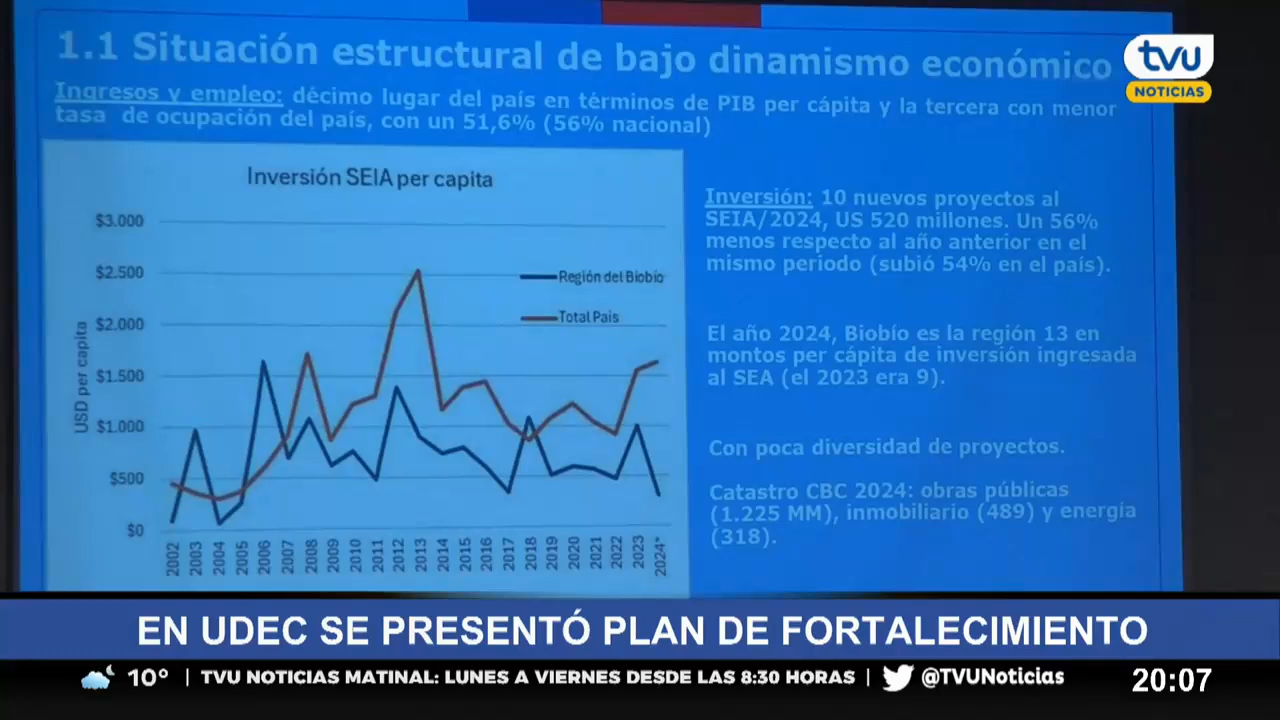 1.1 Situación estructural de bajo dinamismo económico
tvu
NOTICIAS
Ingresos y empleo: décimo lugar del país en términos de PIB per cápita y la tercera con menor
tasa de ocupación del país, con un 51,6% (56% nacional)
Inversión SEIA per capita
$3.000
$2.500
$2.000
$1.500
$1.000
$500
$0
USD per capita
Región del Biobío
Total País
2002
2003
2004
2005
2006
2007
2008
2009
2010
2011
2012
2013
2014
2015
2016
2017
2018
2019
2020
2021
2022
2023
2024*
Inversión: 10 nuevos proyectos al
SEIA/2024, US 520 millones. Un 56%
menos respecto al año anterior en el
mismo periodo (subió 54% en el país).
El año 2024, Biobío es la región 13 en
montos per cápita de inversión ingresada
al SEA (el 2023 era 9).
Con poca diversidad de proyectos.
Catastro CBC 2024: obras públicas
(1.225 MM), inmobiliario (489) y energía
(318).
EN UDEC SE PRESENTÓ PLAN DE FORTALECIMIENTO
10° | TVU NOTICIAS MATINAL: LUNES A VIERNES DESDE LAS 8:30 HORAS | @TVUNoticias
20:07